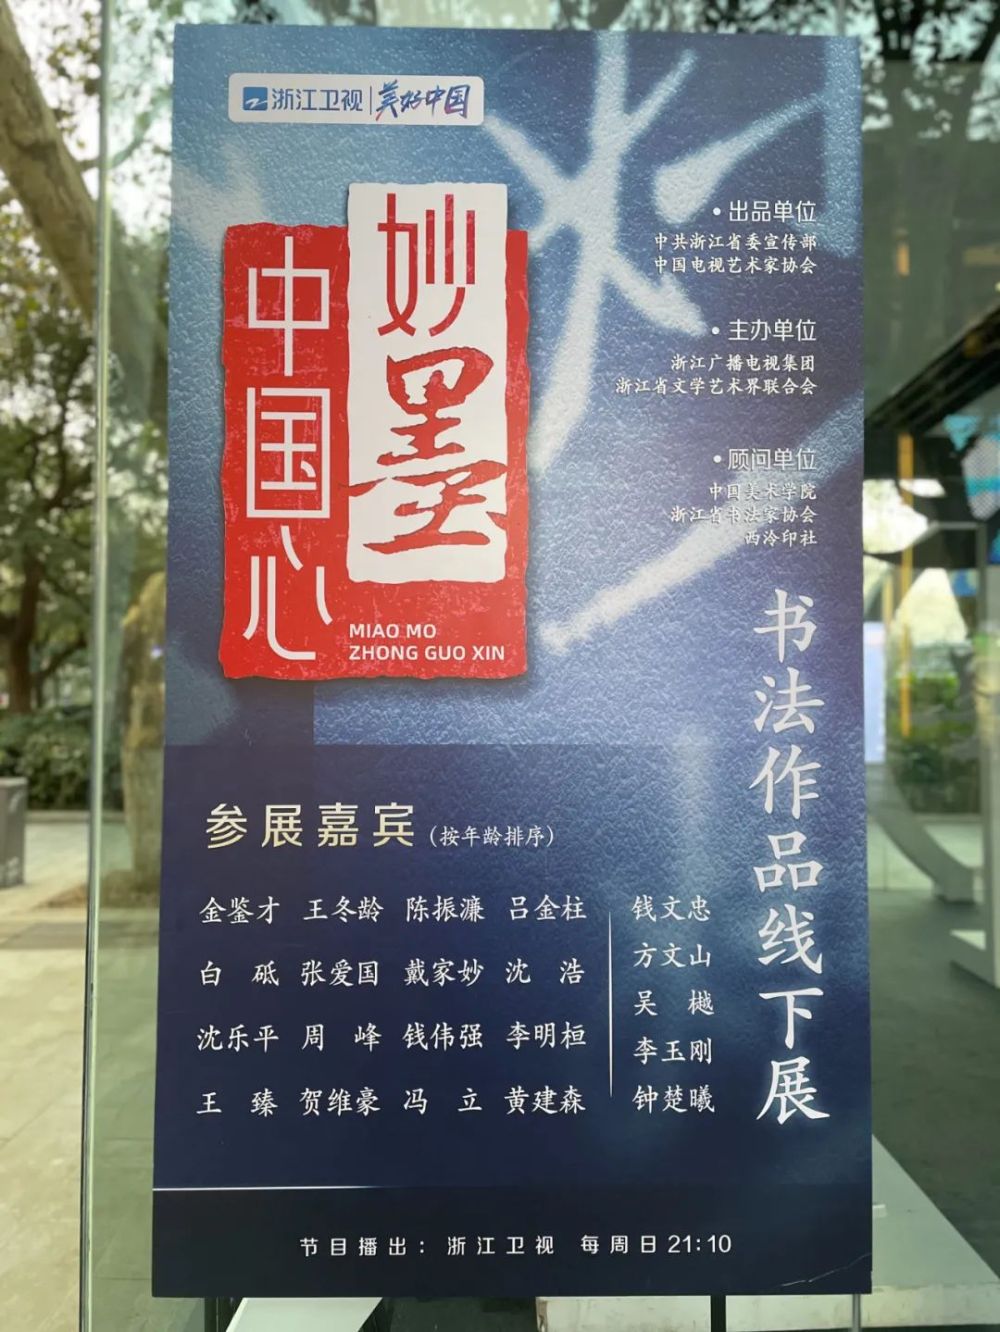 浙江卫视 美好中国
妙墨
中国心
MIAO MO
ZHONG GUO XIN
• 出品单位
中共浙江省委宣传部
中国电视艺术家协会
• 主办单位
浙江广播电视集团
浙江省文学艺术界联合会
• 顾问单位
中国美术学院
浙江省书法家协会
西泠印社
书法作品线下展
参展嘉宾（按年龄排序）
金鉴才 王冬龄 陈振濂 吕金柱
白 砥 张爱国 戴家妙 沈 浩
沈乐平 周 峰 钱伟强 李明桓
王 臻 贺维豪 冯 立 黄建森
钱文忠
方文山
吴 樾
李玉刚
钟楚曦
节目播出：浙江卫视 每周日21:10